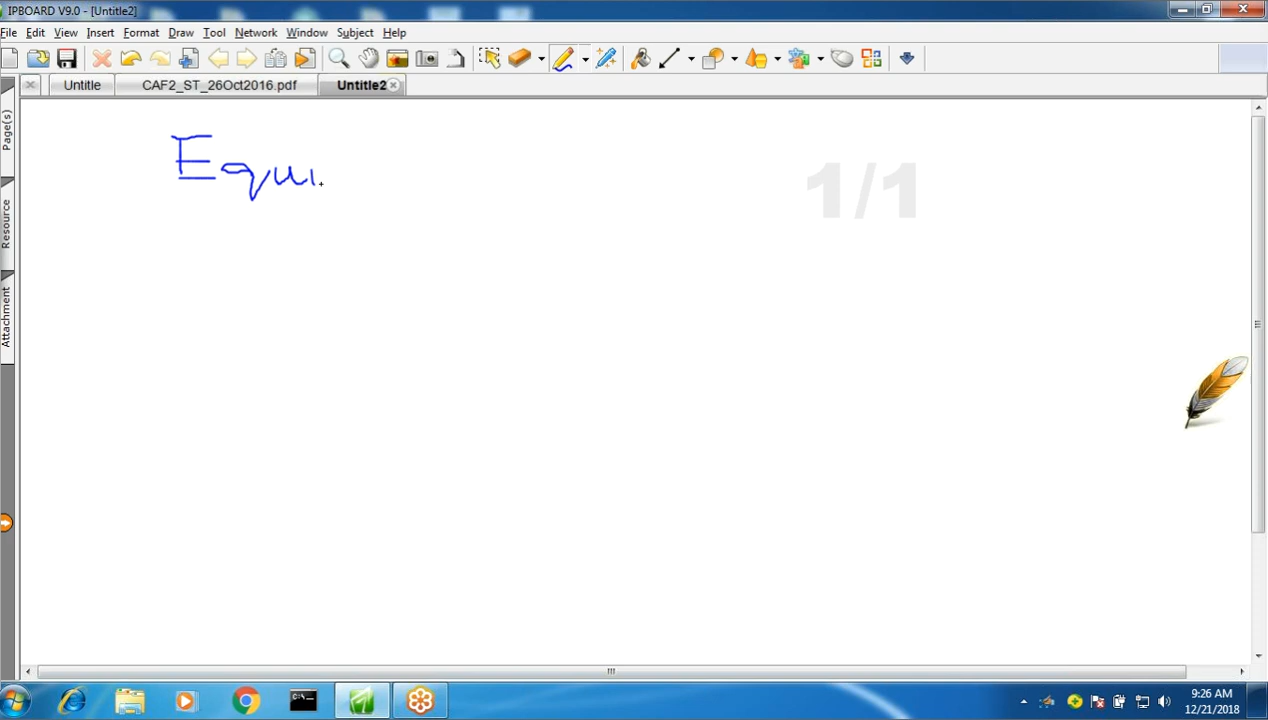 IPBOARD V9.0 - [Untitle2]
File Edit View Insert Format Draw Tool Network Window Subject Help
Untitle CAF2_ST_26Oct2016.pdf Untitle2
Page(s)
Resource
Attachment
Equi
1/1
9:26 AM
12/21/2018